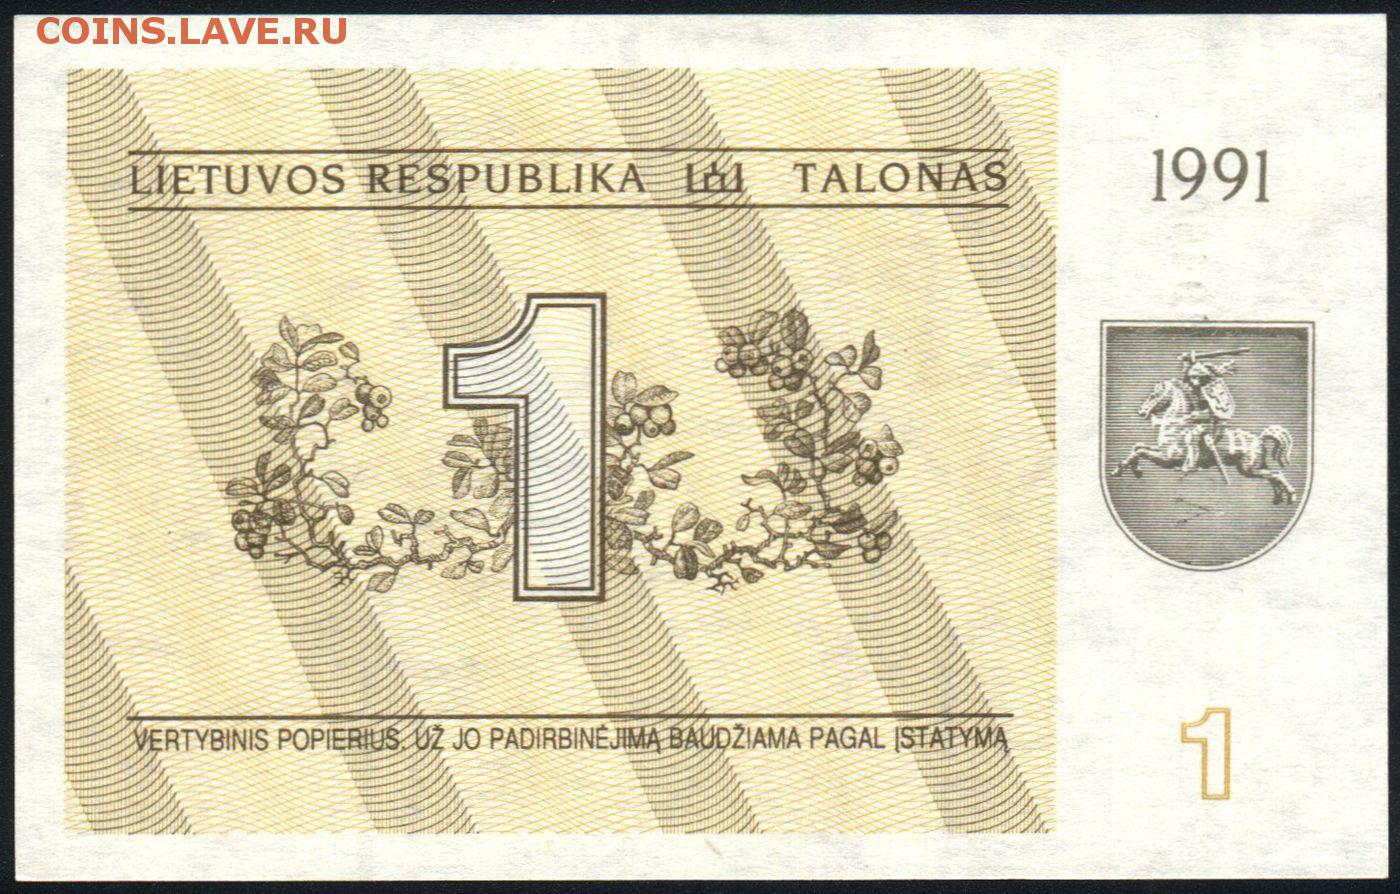 COINS.LAVE.RU
LIETUVOS RESPUBLIKA TALONAS
1991
1
VERTYBINIS POPIERIUS. UŽ JO PADIRBINĖJIMĄ BAUDŽIAMA PAGAL ĮSTATYMĄ
1